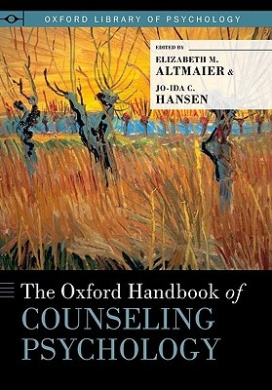 OXFORD LIBRARY OF PSYCHOLOGY
EDITED BY
ELIZABETH M.
ALTMAIER &
JO-IDA C.
HANSEN
The Oxford Handbook of
COUNSELING
PSYCHOLOGY